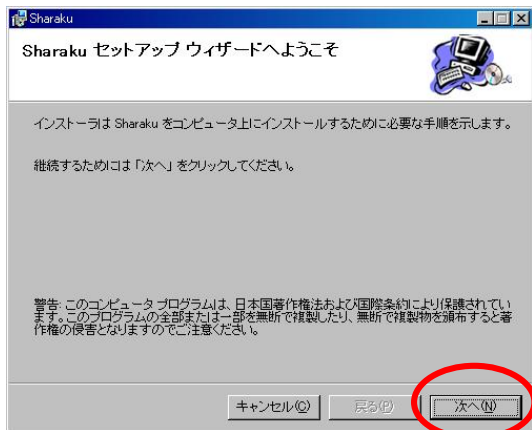 Sharaku
Sharaku セットアップ ウィザードへようこそ
インストーラは Sharaku をコンピュータ上にインストールするために必要な手順を示します。
継続するためには「次へ」をクリックしてください。
警告: このコンピュータ プログラムは、日本国著作権法および国際条約により保護されてい
ます。このプログラムの全部または一部を無断で複製したり、無断で複製物を頒布すると著
作権の侵害となりますのでご注意ください。
キャンセル(C) 戻る(P) 次へ(N)